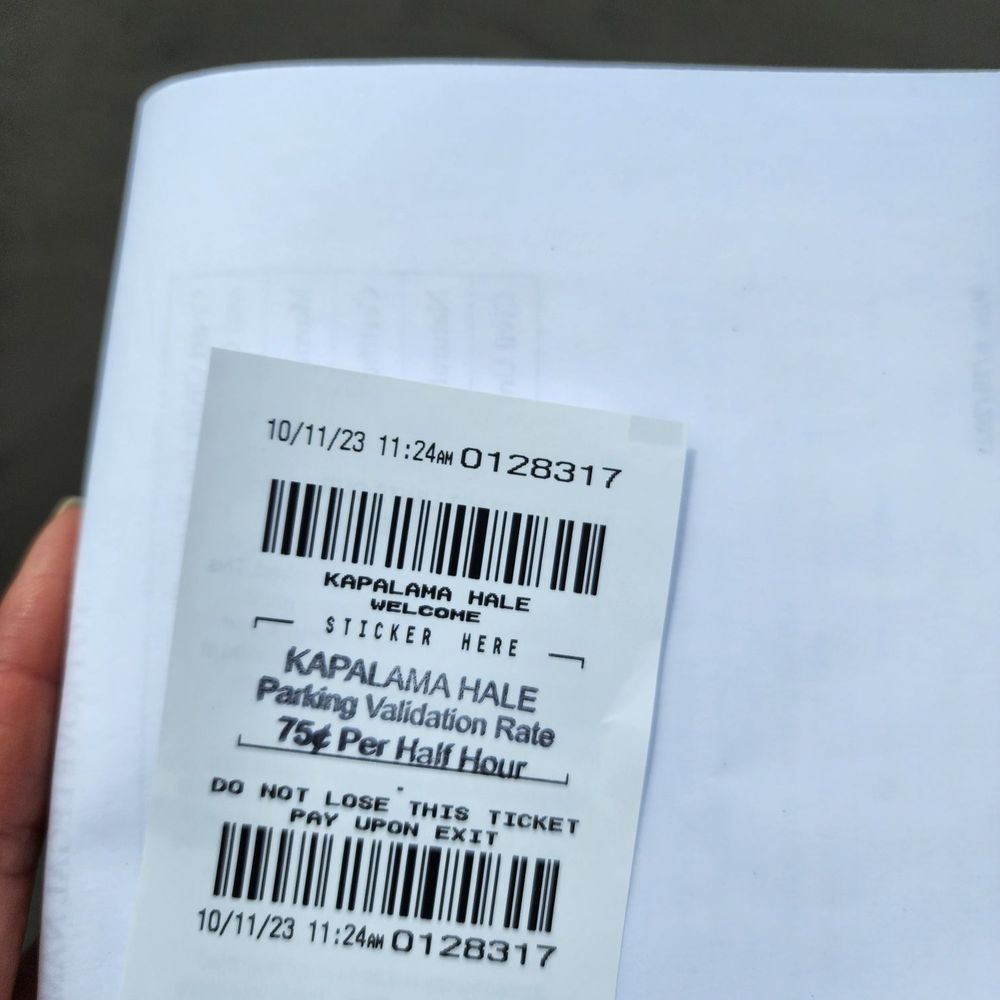 10/11/23 11:24AM 0128317
KAPALAMA HALE
WELCOME
STICKER HERE
KAPALAMA HALE
Parking Validation Rate
75¢ Per Half Hour
DO NOT LOSE THIS TICKET
PAY UPON EXIT
10/11/23 11:24AM 0128317